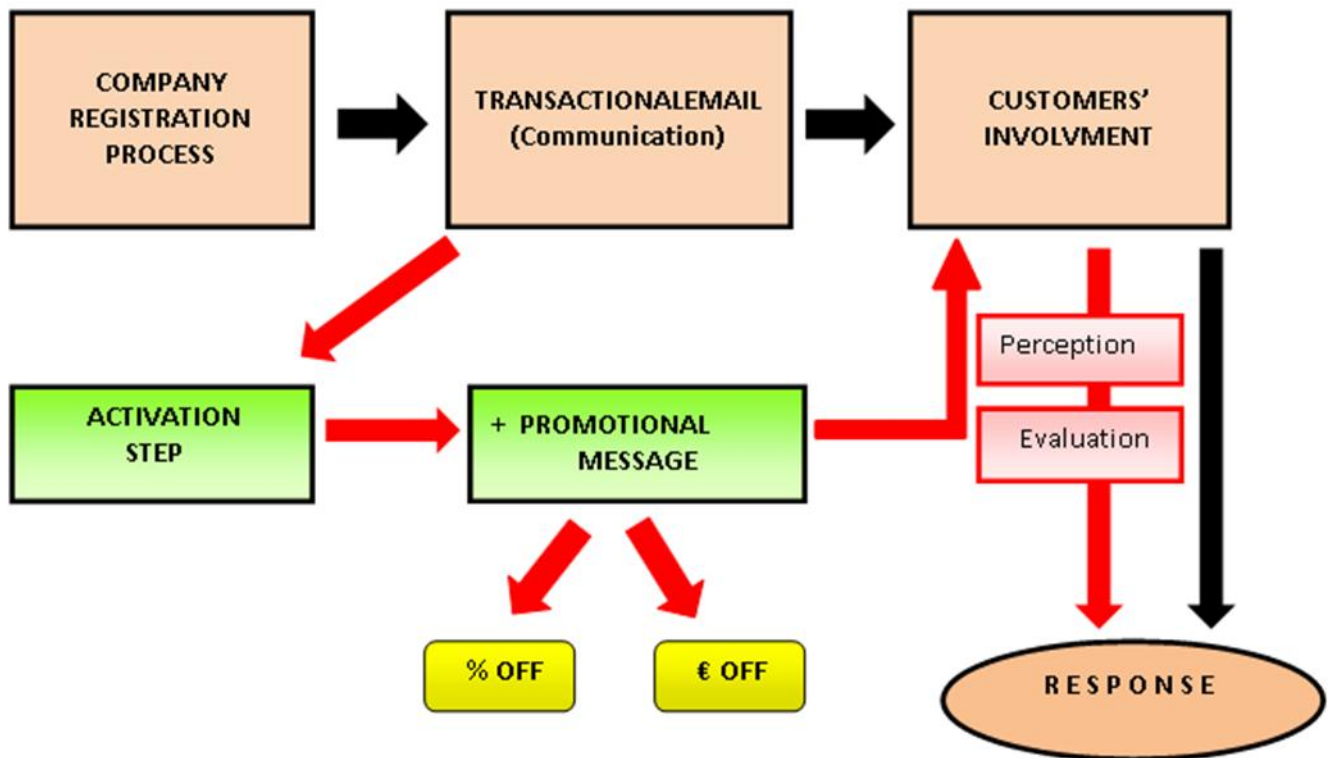 COMPANY
REGISTRATION
PROCESS
TRANSACTIONALEMAIL
(Communication)
CUSTOMERS'
INVOLVMENT
Perception
Evaluation
ACTIVATION
STEP
+ PROMOTIONAL
MESSAGE
% OFF
€ OFF
RESPONSE